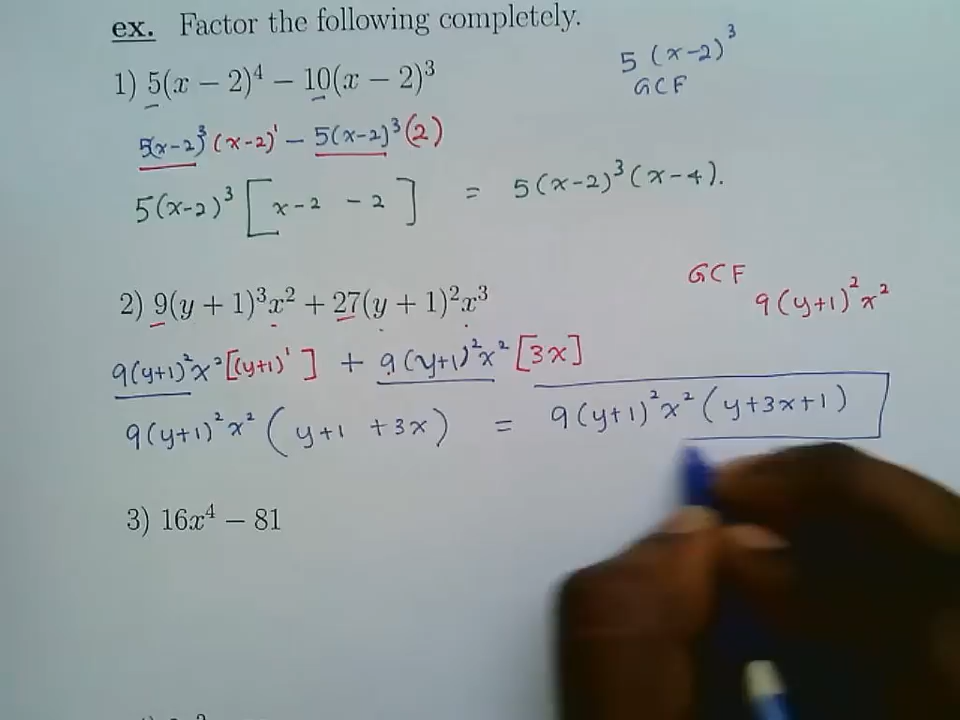 ex. Factor the following completely.
1) 5(x − 2)⁴ − 10(x − 2)³
5 (x−2)³
GCF
5(x−2)³ (x−2)¹ − 5(x−2)³ (2)
5(x−2)³ [x−2 − 2] = 5(x−2)³(x−4).
2) 9(y + 1)³x² + 27(y + 1)²x³
GCF
9(y+1)²x²
9(y+1)²x²[(y+1)¹] + 9(y+1)²x² [3x]
9(y+1)²x² (y+1 +3x) = 9(y+1)²x²(y+3x+1)
3) 16x⁴ − 81